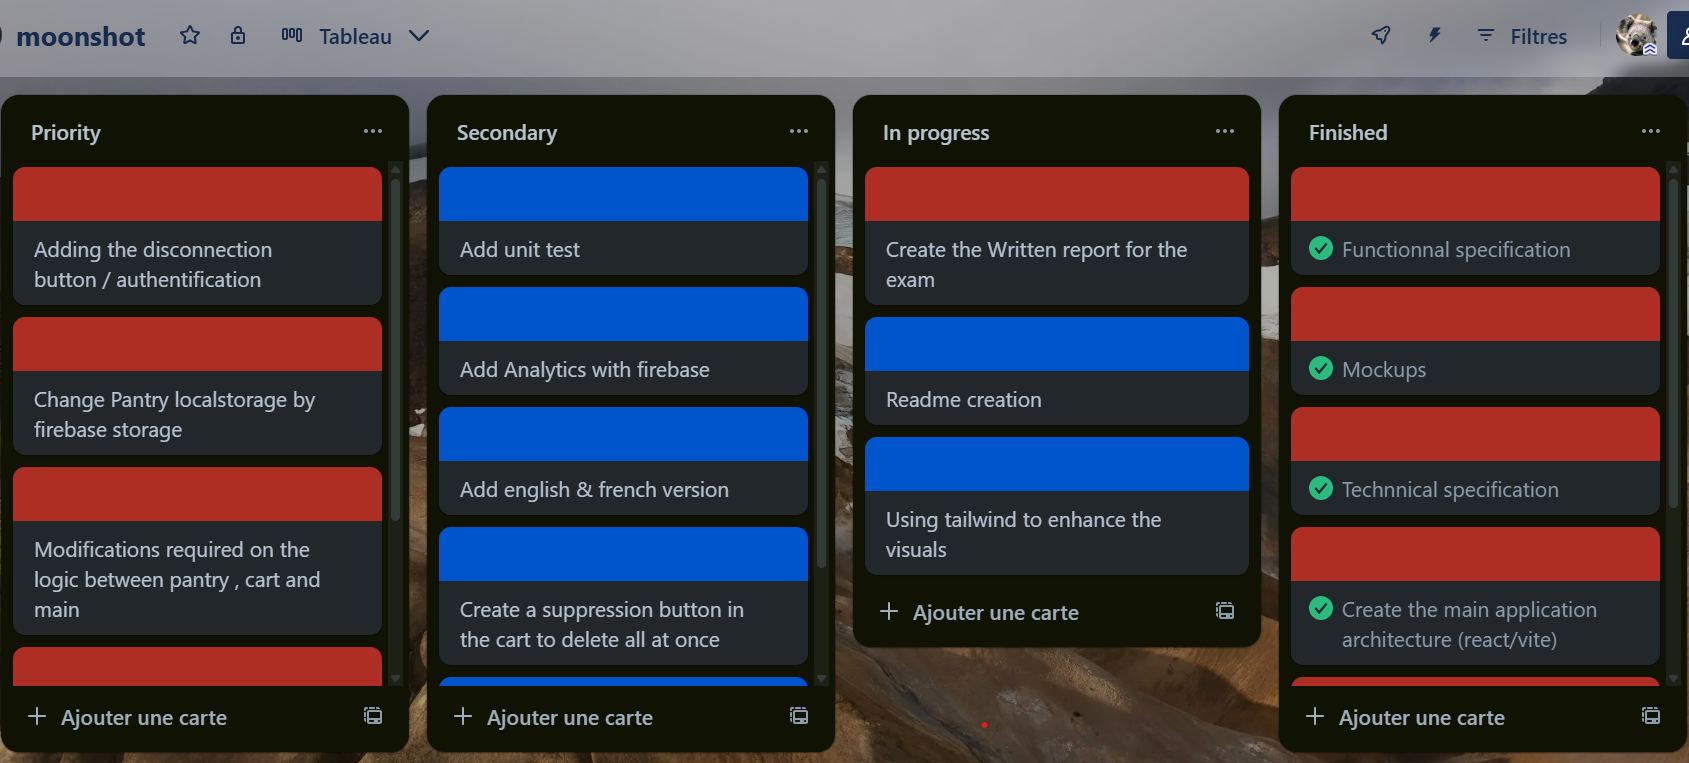 moonshot
Tableau
Filtres
Priority
Adding the disconnection
button / authentification
Change Pantry localstorage by
firebase storage
Modifications required on the
logic between pantry , cart and
main
Ajouter une carte
Secondary
Add unit test
Add Analytics with firebase
Add english & french version
Create a suppression button in
the cart to delete all at once
Ajouter une carte
In progress
Create the Written report for the
exam
Readme creation
Using tailwind to enhance the
visuals
Ajouter une carte
Finished
Functionnal specification
Mockups
Technnical specification
Create the main application
architecture (react/vite)
Ajouter une carte